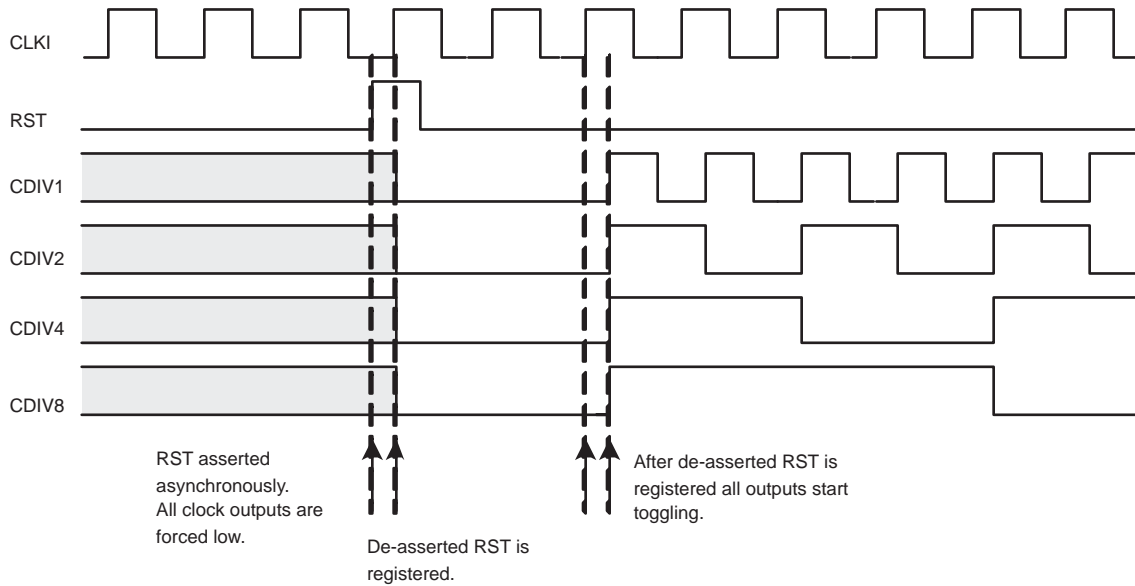 CLKI
RST
CDIV1
CDIV2
CDIV4
CDIV8
RST asserted
asynchronously.
All clock outputs are
forced low.
De-asserted RST is
registered.
After de-asserted RST is
registered all outputs start
toggling.